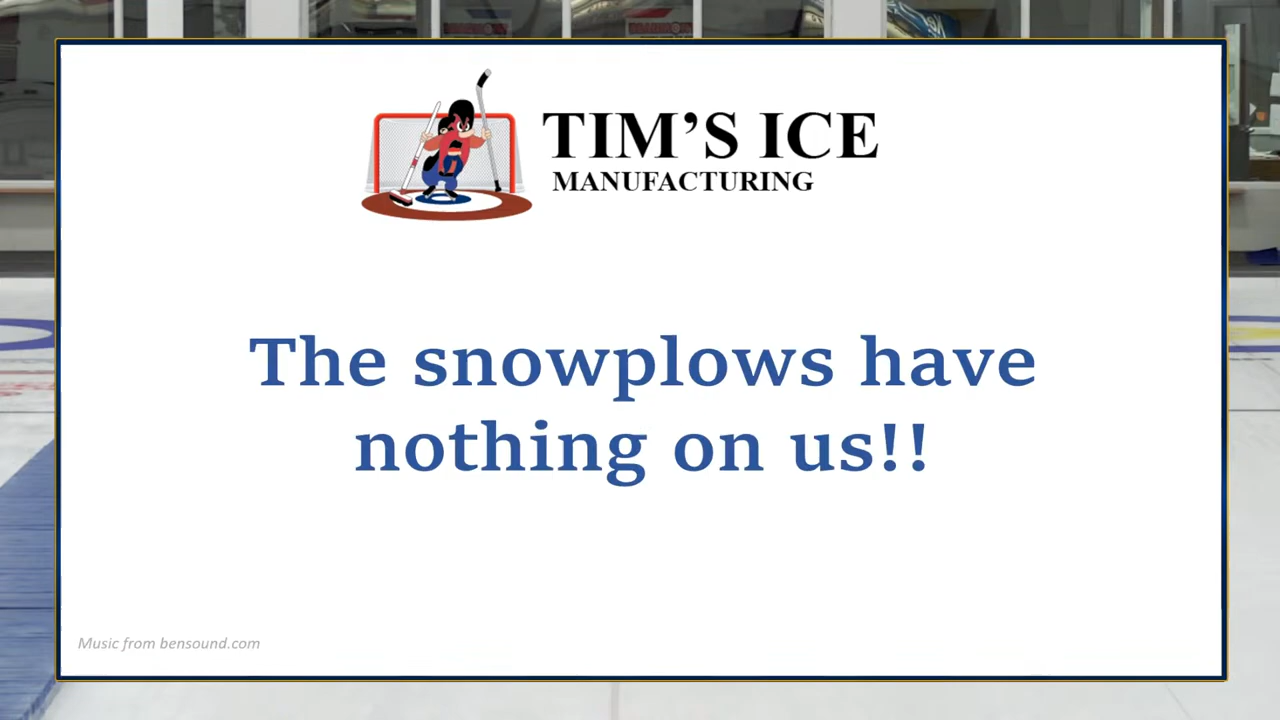 TIM'S ICE
MANUFACTURING
The snowplows have
nothing on us!!
Music from bensound.com